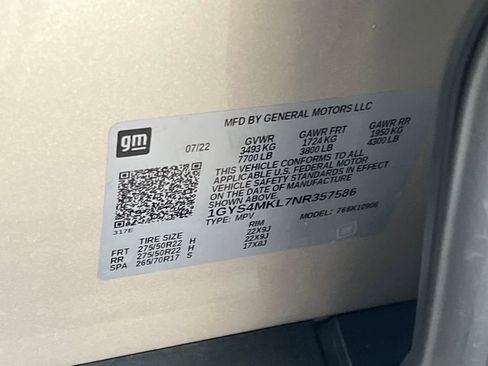 MFD BY GENERAL MOTORS LLC
gm
07/22
GVWR GAWR FRT GAWR RR
3493 KG 1724 KG 1950 KG
7700 LB 3800 LB 4300 LB
THIS VEHICLE CONFORMS TO ALL
APPLICABLE U.S. FEDERAL MOTOR
VEHICLE SAFETY STANDARDS IN EFFECT
ON THE DATE OF MANUFACTURE
SHOWN ABOVE.
1GYS4MKL7NR357586
TYPE: MPV MODEL:
317E
TIRE SIZE RIM
FRT 275/50R22 H 22X9J
RR 275/50R22 H 22X9J
SPA 265/70R17 S 17X8J